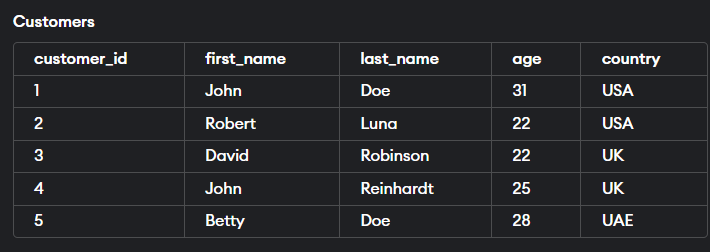 Customers
customer_id first_name last_name age country
1 John Doe 31 USA
2 Robert Luna 22 USA
3 David Robinson 22 UK
4 John Reinhardt 25 UK
5 Betty Doe 28 UAE